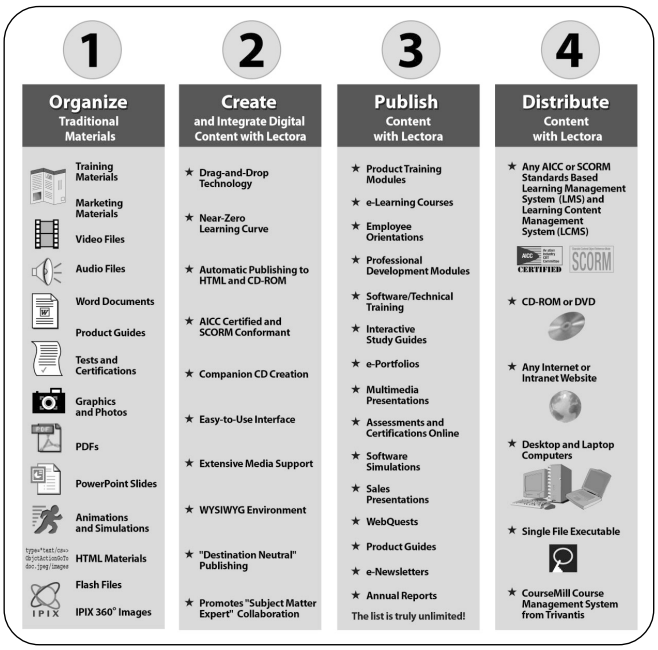 1
Organize
Traditional
Materials
Training
Materials
Marketing
Materials
Video Files
Audio Files
Word Documents
W
Product Guides
Tests and
Certifications
Graphics
and Photos
PDF
PDFs
PowerPoint Slides
Animations
and Simulations
type="text/cs=>
ObjctActionGoTo
doc.jpeg/images
HTML Materials
Flash Files
IPIX
IPIX 360° Images
2
Create
and Integrate Digital
Content with Lectora
★ Drag-and-Drop
Technology
★ Near-Zero
Learning Curve
★ Automatic Publishing to
HTML and CD-ROM
★ AICC Certified and
SCORM Conformant
★ Companion CD Creation
★ Easy-to-Use Interface
★ Extensive Media Support
★ WYSIWYG Environment
★ "Destination Neutral"
Publishing
★ Promotes "Subject Matter
Expert" Collaboration
3
Publish
Content
with Lectora
★ Product Training
Modules
★ e-Learning Courses
★ Employee
Orientations
★ Professional
Development Modules
★ Software/Technical
Training
★ Interactive
Study Guides
★ e-Portfolios
★ Multimedia
Presentations
★ Assessments and
Certifications Online
★ Software
Simulations
★ Sales
Presentations
★ WebQuests
★ Product Guides
★ e-Newsletters
★ Annual Reports
The list is truly unlimited!
4
Distribute
Content
with Lectora
★ Any AICC or SCORM
Standards Based
Learning Management
System (LMS) and
Learning Content
Management
System (LCMS)
AICC
CERTIFIED
SCORM
★ CD-ROM or DVD
★ Any Internet or
Intranet Website
★ Desktop and Laptop
Computers
★ Single File Executable
★ CourseMill Course
Management System
from Trivantis